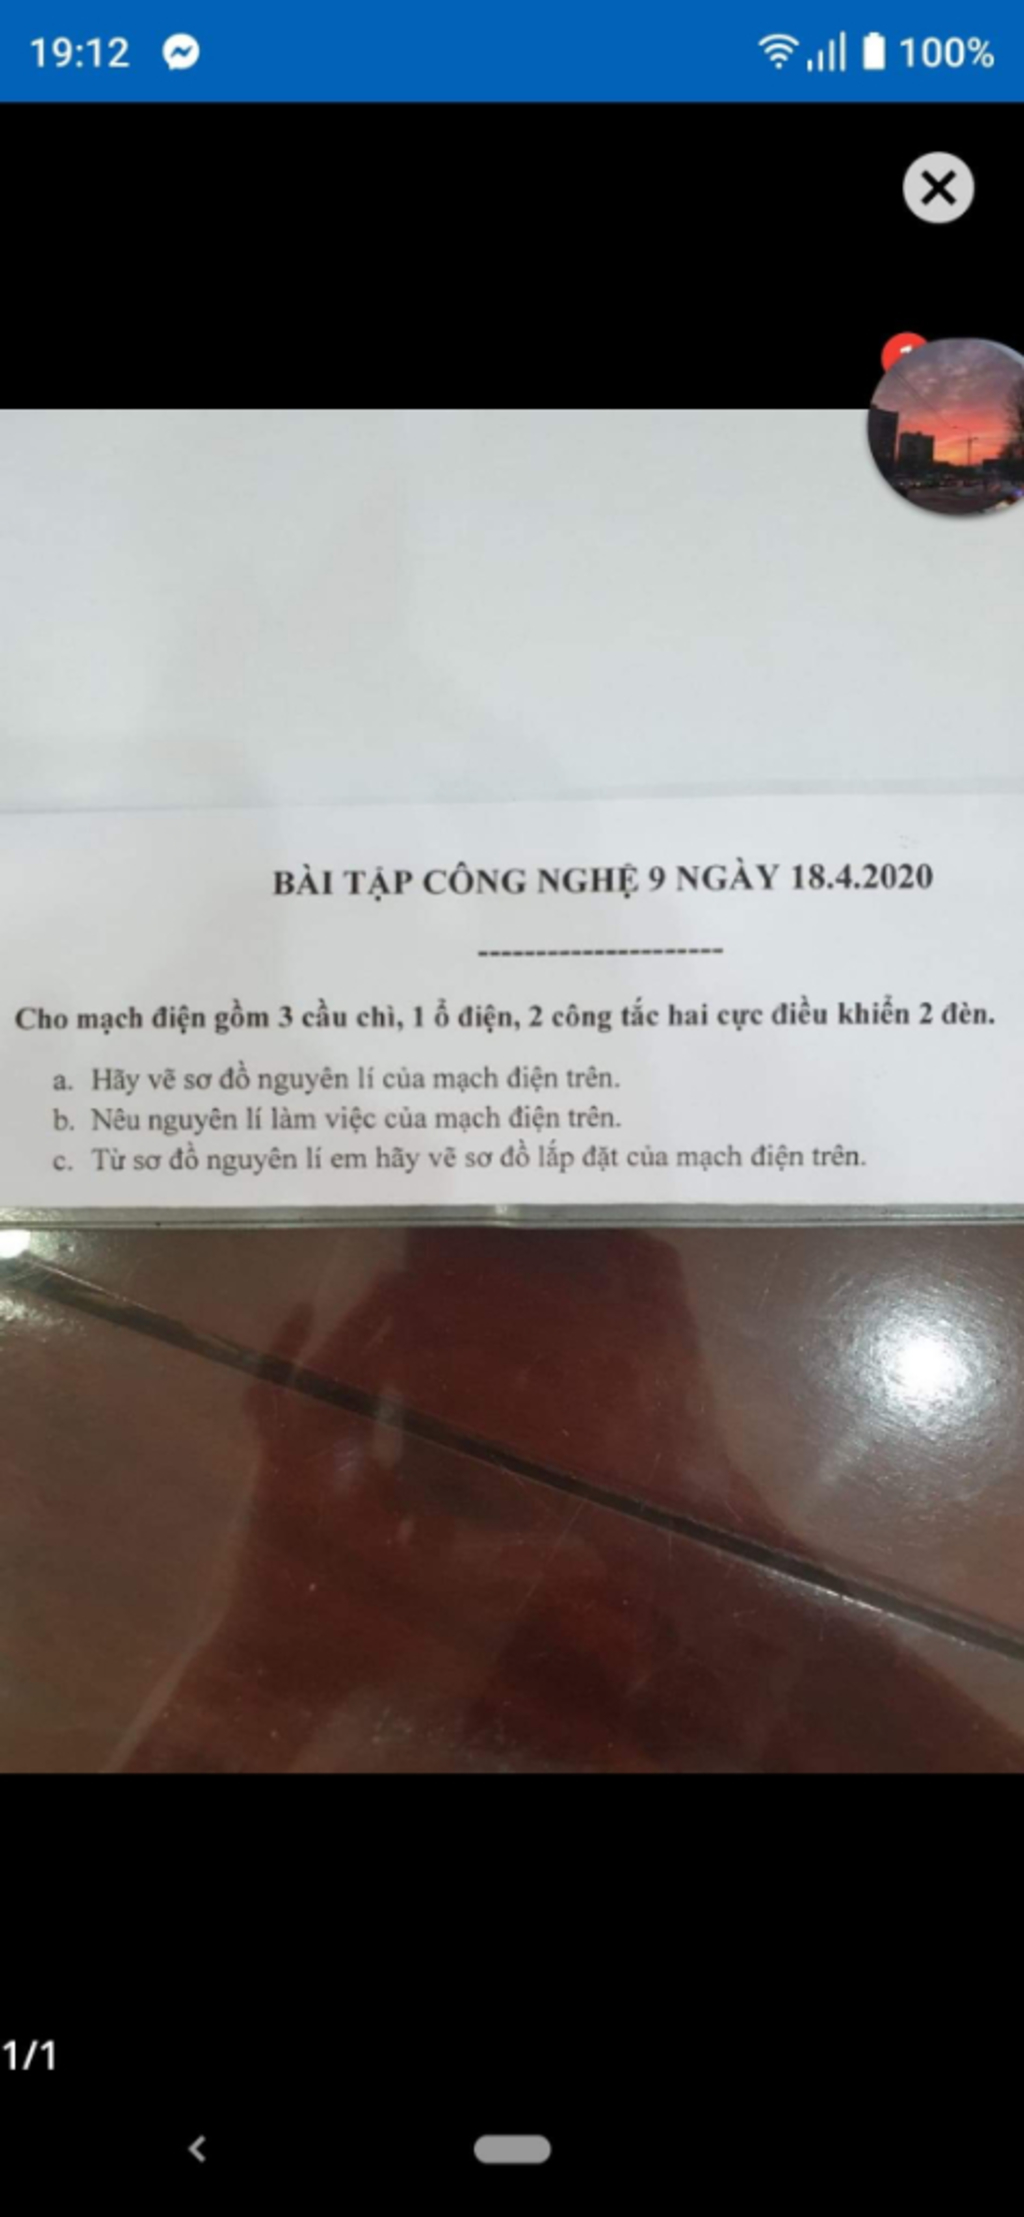 19:12
100%
BÀI TẬP CÔNG NGHỆ 9 NGÀY 18.4.2020
----------------------
Cho mạch điện gồm 3 cầu chì, 1 ổ điện, 2 công tắc hai cực điều khiển 2 đèn.
a. Hãy vẽ sơ đồ nguyên lí của mạch điện trên.
b. Nêu nguyên lí làm việc của mạch điện trên.
c. Từ sơ đồ nguyên lí em hãy vẽ sơ đồ lắp đặt của mạch điện trên.
1/1